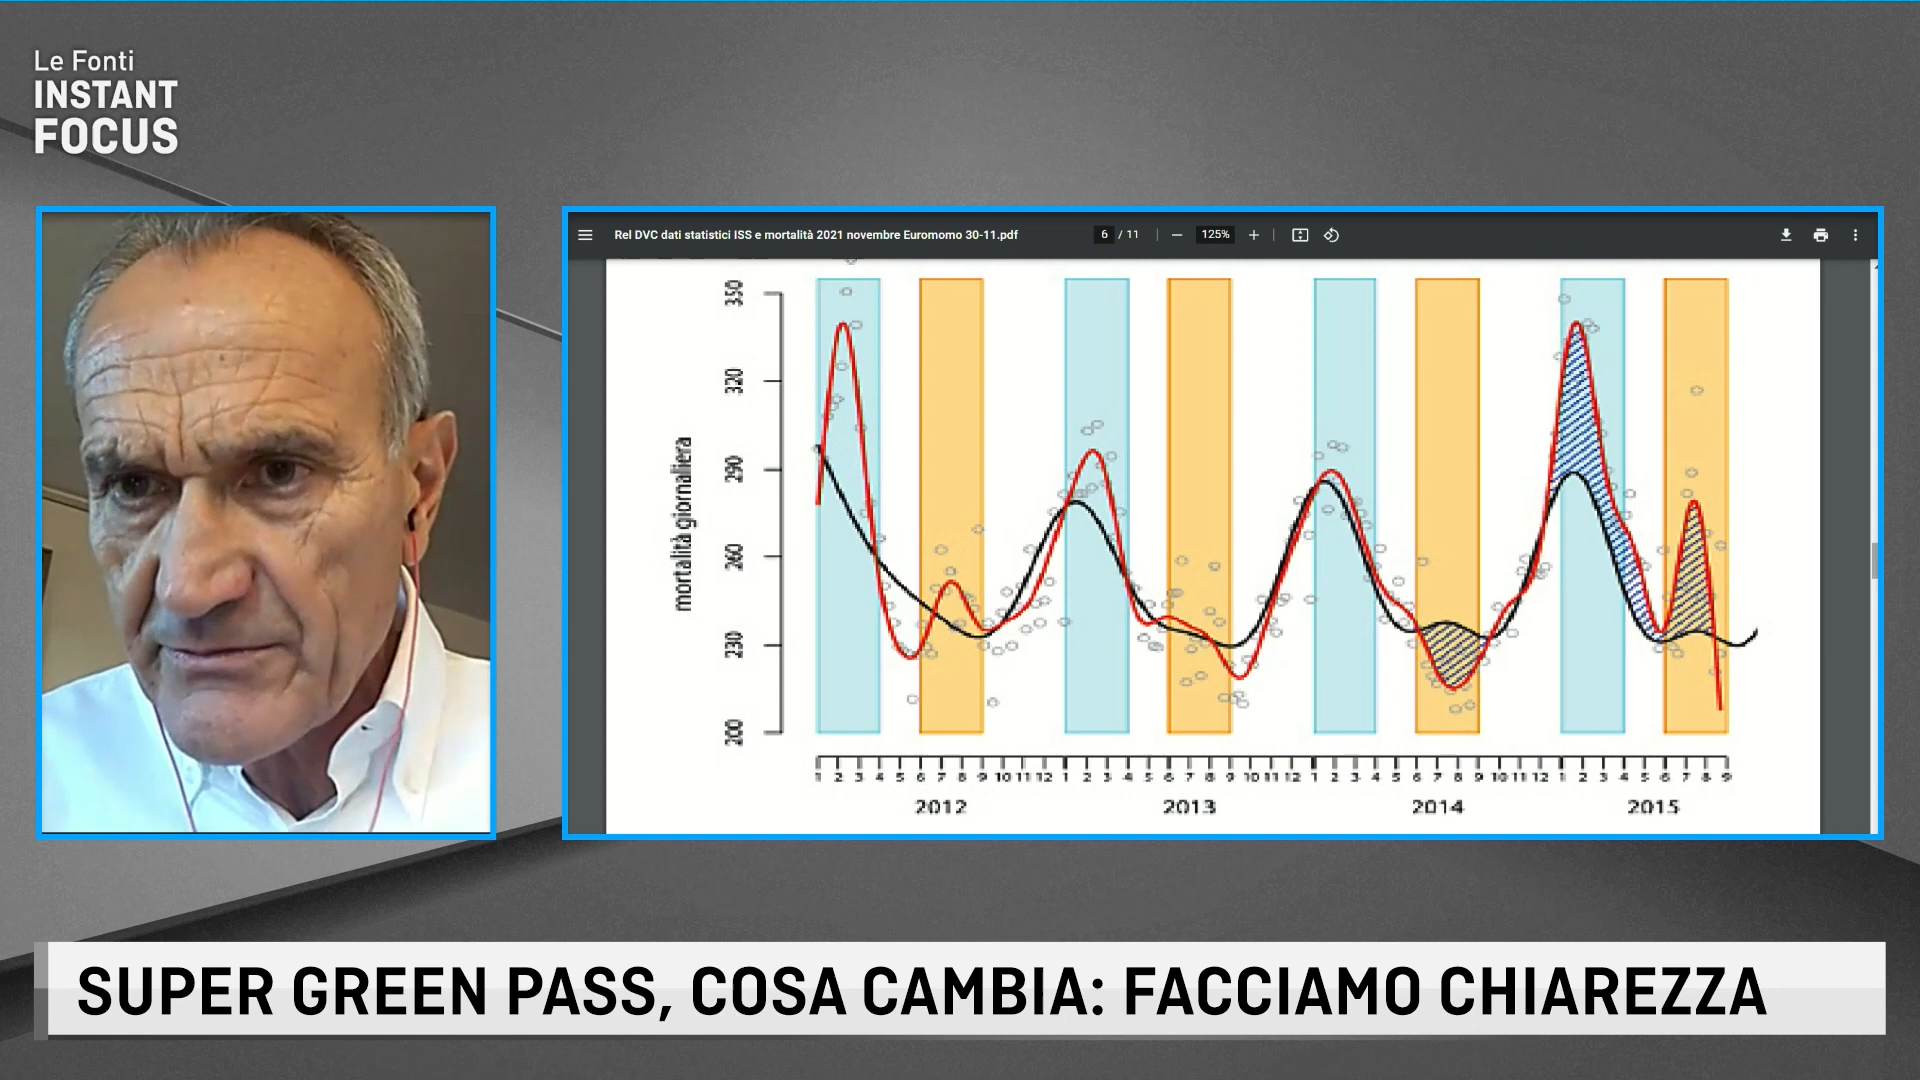 Le Fonti
INSTANT
FOCUS
Rel DVC dati statistici ISS e mortalità 2021 novembre Euromomo 30-11.pdf
6 / 11
125%
mortalità giornaliera
350
320
290
260
230
200
1 2 3 4 5 6 7 8 9 10 11 12 1 2 3 4 5 6 7 8 9 10 11 12 1 2 3 4 5 6 7 8 9 10 11 12 1 2 3 4 5 6 7 8 9
2012 2013 2014 2015
SUPER GREEN PASS, COSA CAMBIA: FACCIAMO CHIAREZZA